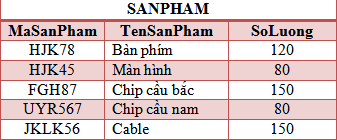 SANPHAM
MaSanPham TenSanPham SoLuong
HJK78 Bàn phím 120
HJK45 Màn hình 80
FGH87 Chip cầu bắc 150
UYR567 Chip cầu nam 80
JKLK56 Cable 150